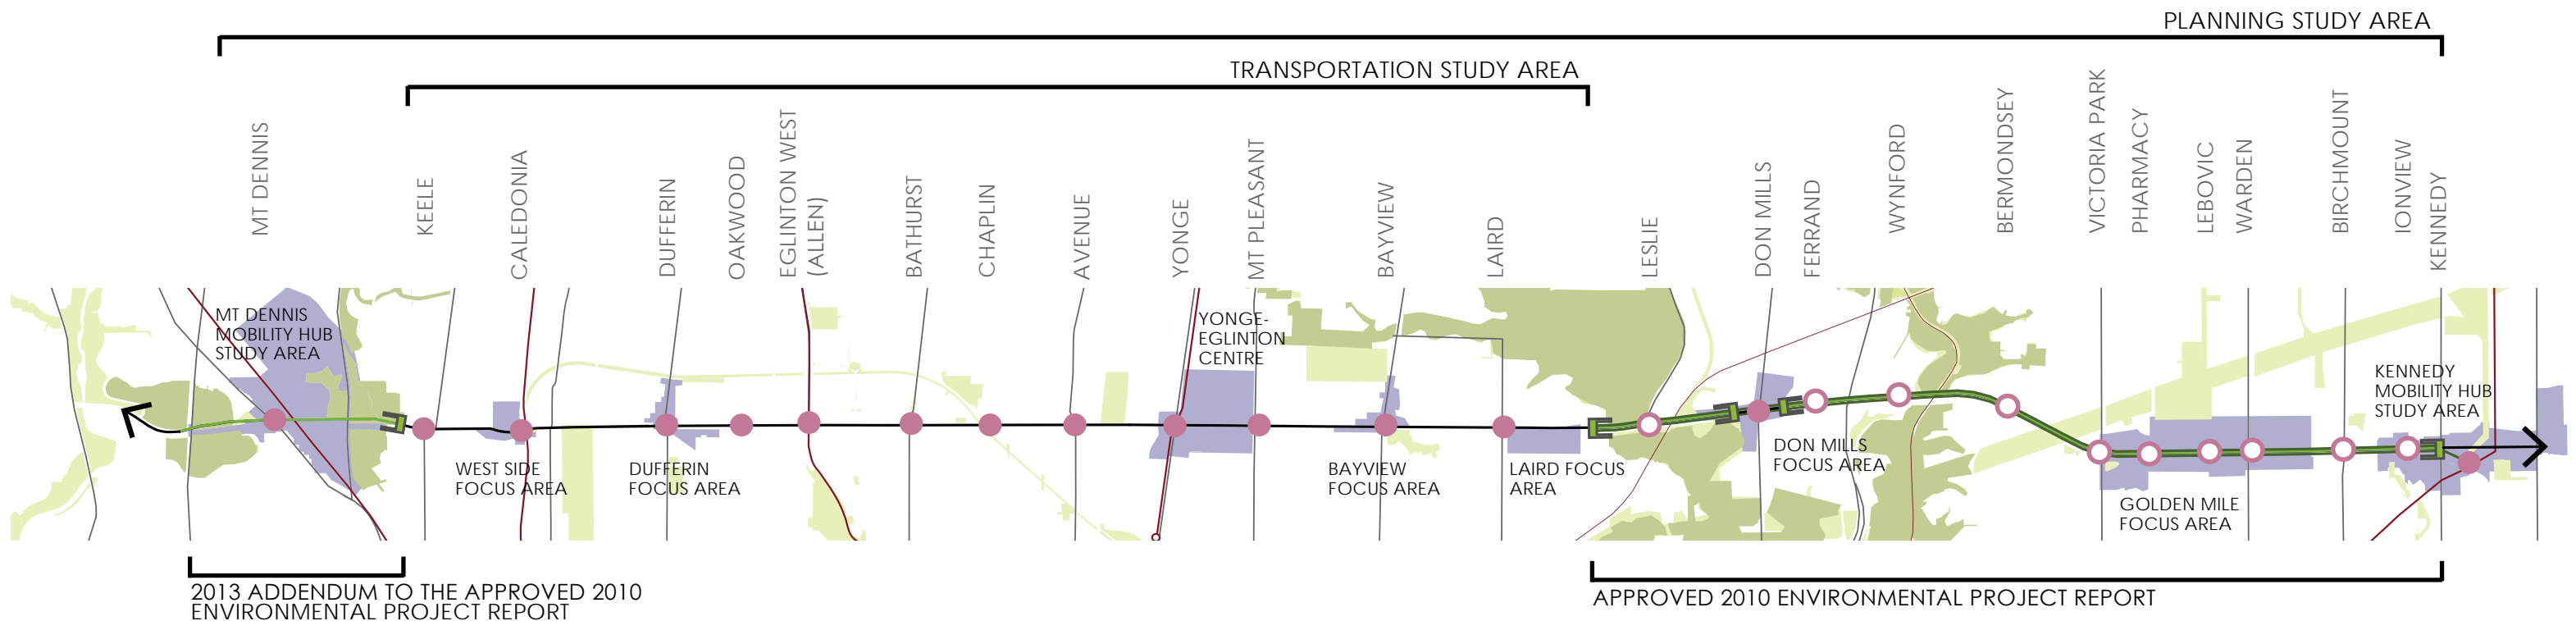 PLANNING STUDY AREA
TRANSPORTATION STUDY AREA
MT DENNIS
KEELE
CALEDONIA
DUFFERIN
OAKWOOD
EGLINTON WEST
(ALLEN)
BATHURST
CHAPLIN
AVENUE
YONGE
MT PLEASANT
BAYVIEW
LAIRD
LESLIE
DON MILLS
FERRAND
WYNFORD
BERMONDSEY
VICTORIA PARK
PHARMACY
LEBOVIC
WARDEN
BIRCHMOUNT
IONVIEW
KENNEDY
MT DENNIS
MOBILITY HUB
STUDY AREA
WEST SIDE
FOCUS AREA
DUFFERIN
FOCUS AREA
YONGE-
EGLINTON
CENTRE
BAYVIEW
FOCUS AREA
LAIRD FOCUS
AREA
DON MILLS
FOCUS AREA
GOLDEN MILE
FOCUS AREA
KENNEDY
MOBILITY HUB
STUDY AREA
2013 ADDENDUM TO THE APPROVED 2010
ENVIRONMENTAL PROJECT REPORT
APPROVED 2010 ENVIRONMENTAL PROJECT REPORT